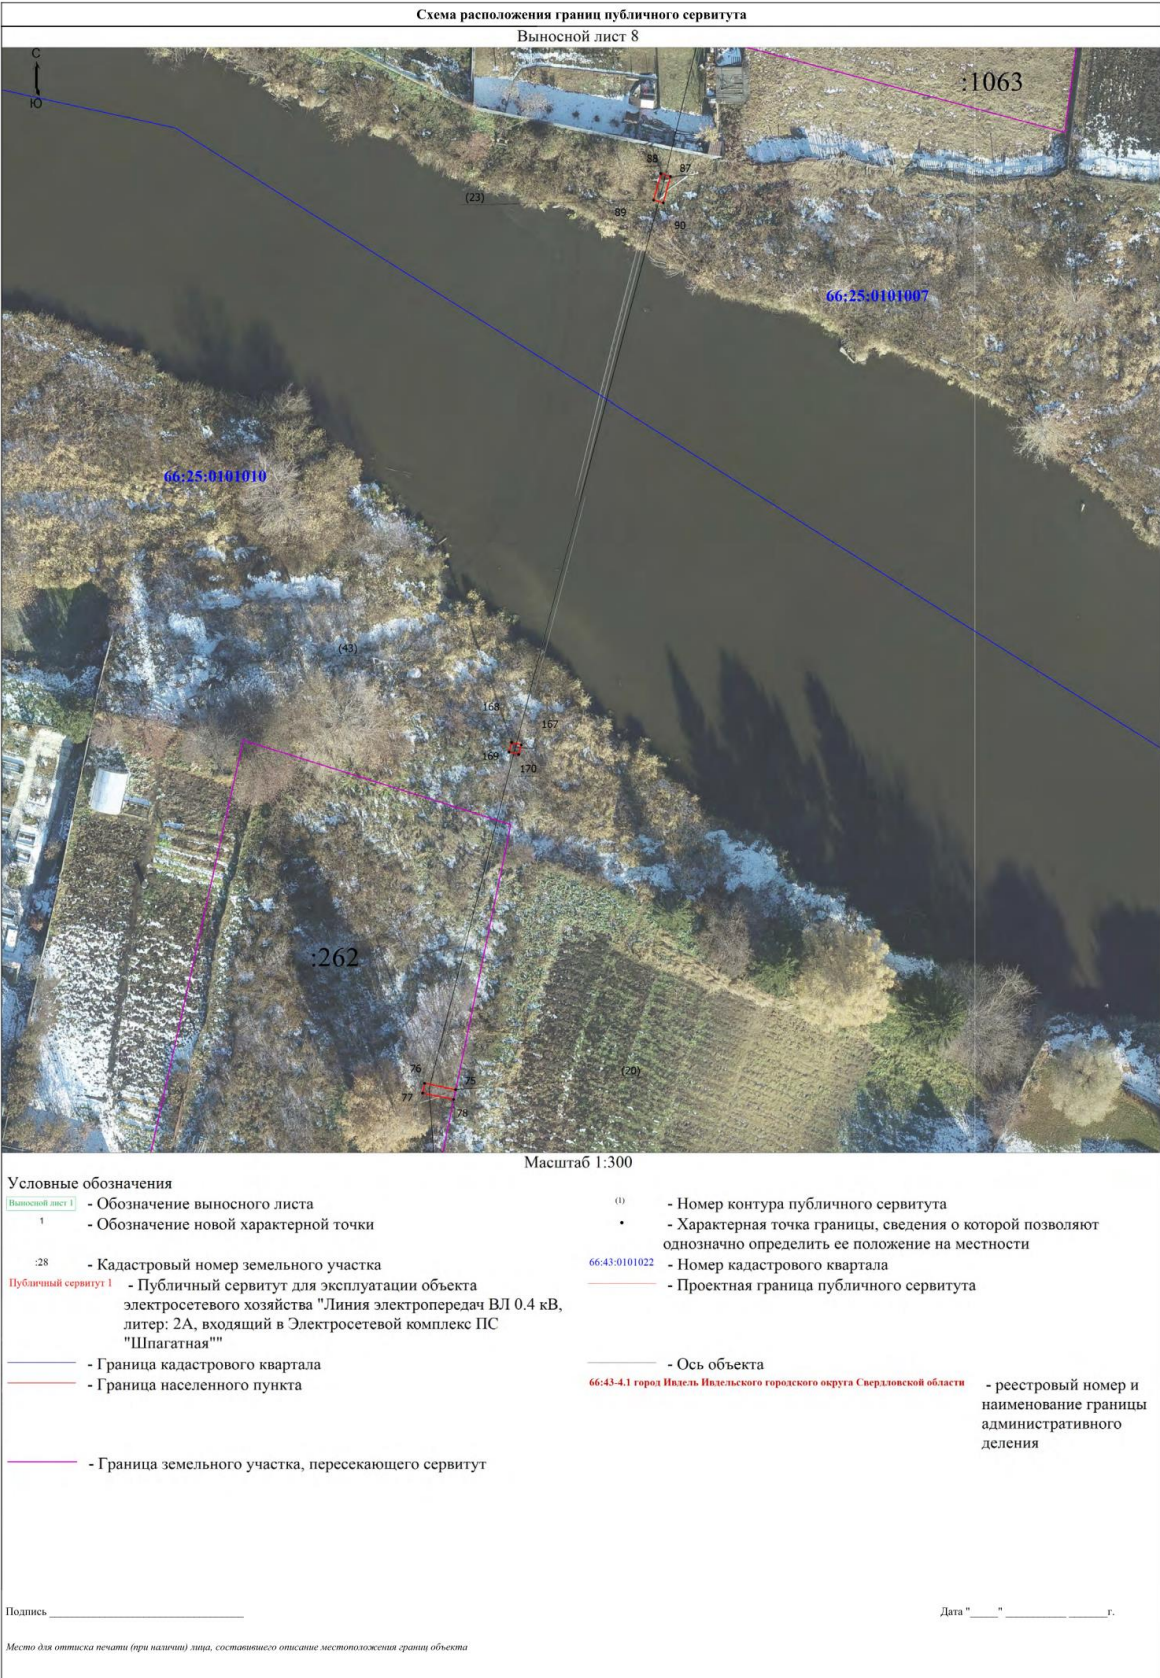 Схема расположения границ публичного сервитута
Выносной лист 8
С
Ю
:1063
88
87
(23)
89
90
66:25:0101007
66:25:0101010
(43)
168
167
169
170
:262
76
75
(20)
77
78
Масштаб 1:300
Условные обозначения
Выносной лист 1 - Обозначение выносного листа
1 - Обозначение новой характерной точки
:28 - Кадастровый номер земельного участка
Публичный сервитут 1 - Публичный сервитут для эксплуатации объекта
электросетевого хозяйства "Линия электропередач ВЛ 0.4 кВ,
литер: 2А, входящий в Электросетевой комплекс ПС
"Шпагатная""
- Граница кадастрового квартала
- Граница населенного пункта
- Граница земельного участка, пересекающего сервитут
(1) - Номер контура публичного сервитута
- Характерная точка границы, сведения о которой позволяют
однозначно определить ее положение на местности
66:43:0101022 - Номер кадастрового квартала
- Проектная граница публичного сервитута
- Ось объекта
66:43-4.1 город Ивдель Ивдельского городского округа Свердловской области - реестровый номер и
наименование границы
административного
деления
Подпись ________________________________
Дата "_____" ___________ _______г.
Место для оттиска печати (при наличии) лица, составившего описание местоположения границ объекта